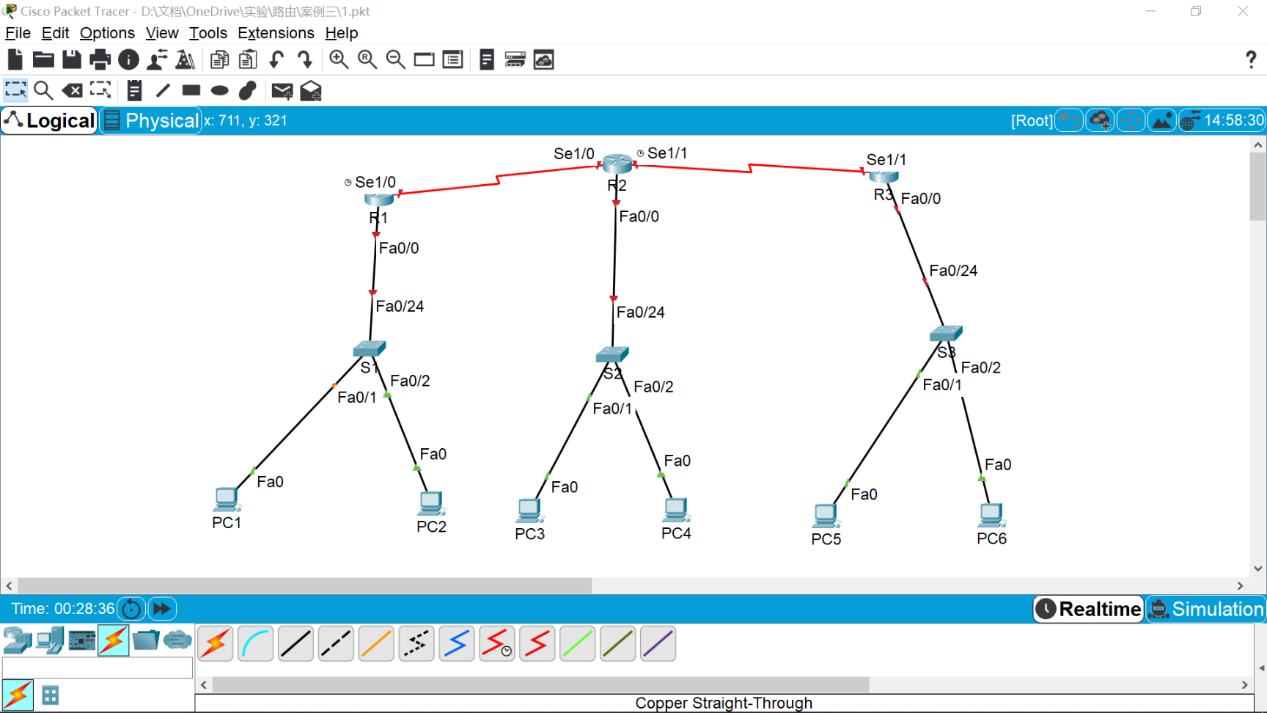 Cisco Packet Tracer - D:\文档\OneDrive\实验\路由\案例三\1.pkt
File Edit Options View Tools Extensions Help
?
Logical Physical x: 711, y: 321 [Root] 14:58:30
Se1/0 Se1/1 Se1/1
Se1/0 R2 R3 Fa0/0
R1 Fa0/0
Fa0/0
Fa0/24
Fa0/24 Fa0/24
S1 S2 S3
Fa0/2 Fa0/2 Fa0/2
Fa0/1 Fa0/1 Fa0/1
Fa0 Fa0 Fa0
Fa0 Fa0 Fa0
PC1 PC2 PC3 PC4 PC5 PC6
Time: 00:28:36 Realtime Simulation
Copper Straight-Through